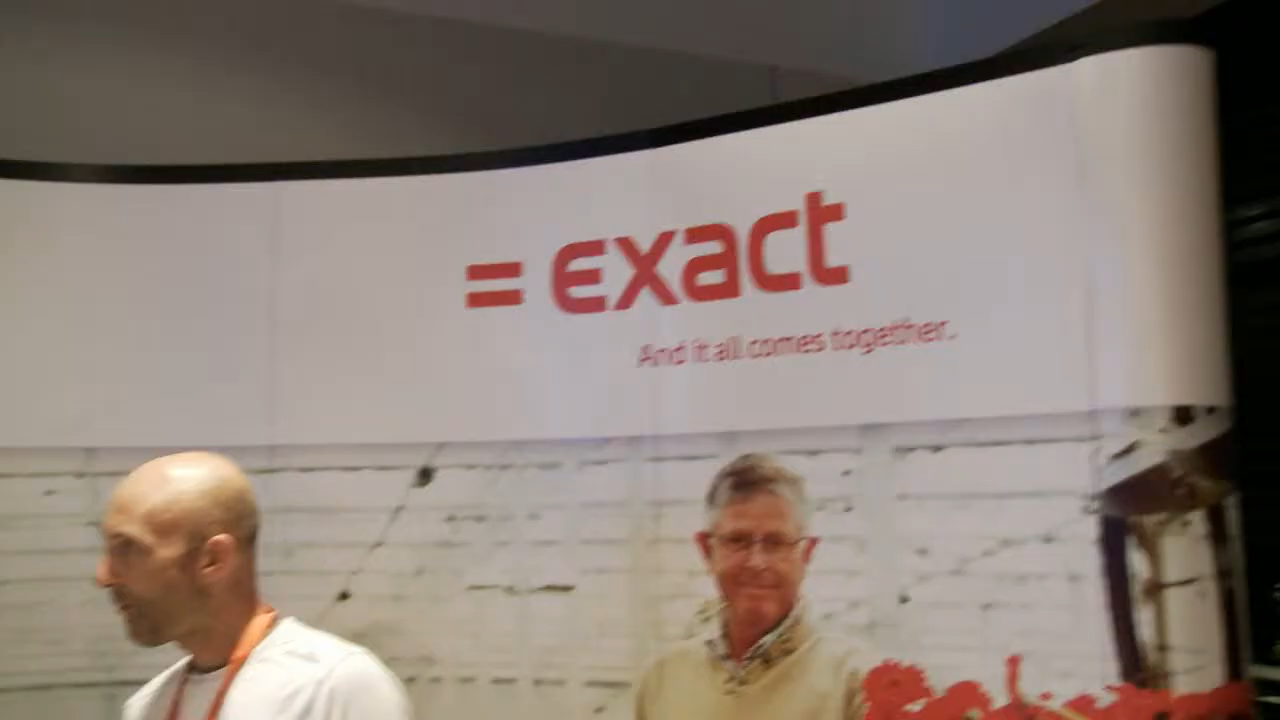 = exact
And it all comes together.